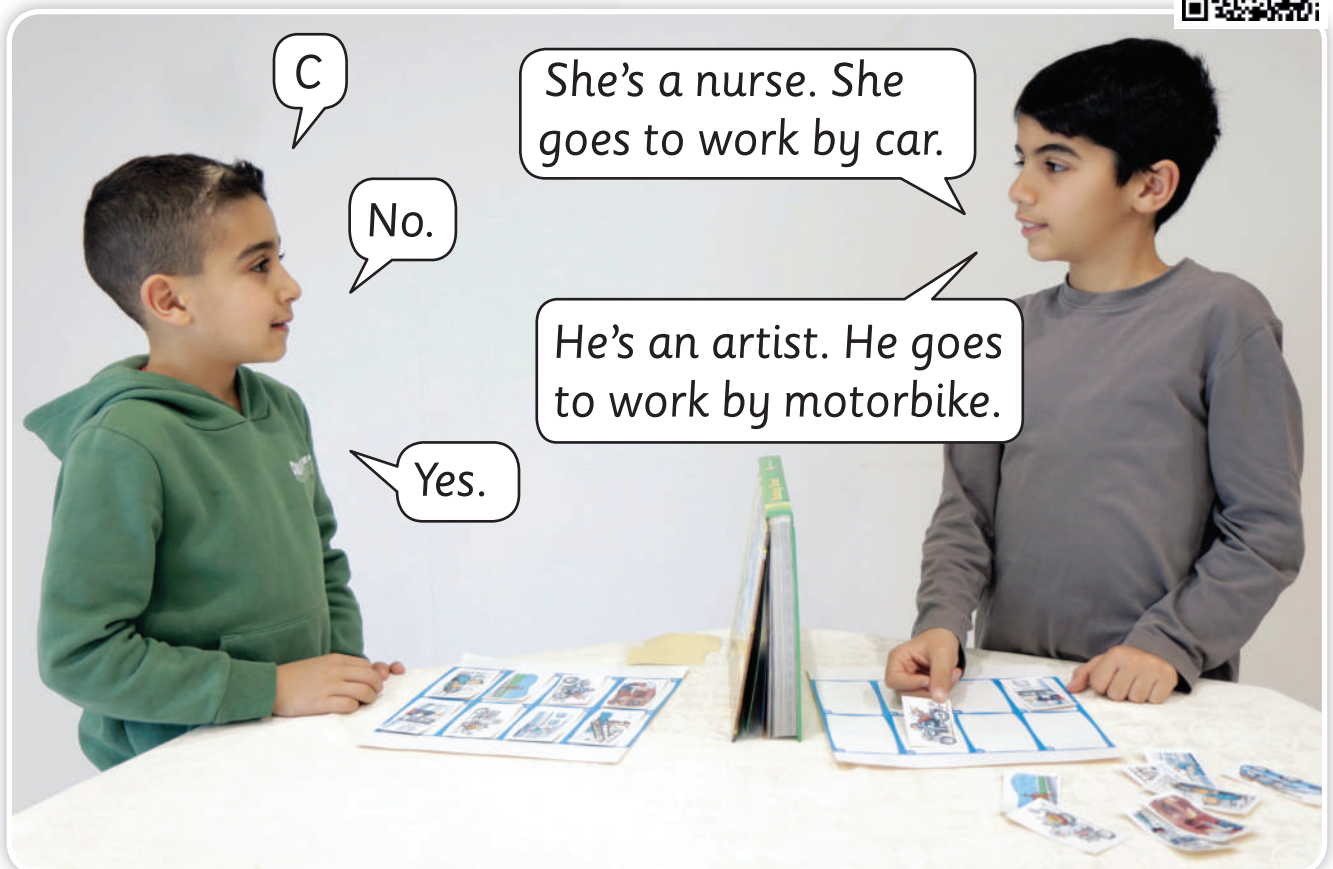 C
She's a nurse. She
goes to work by car.
No.
He's an artist. He goes
to work by motorbike.
Yes.